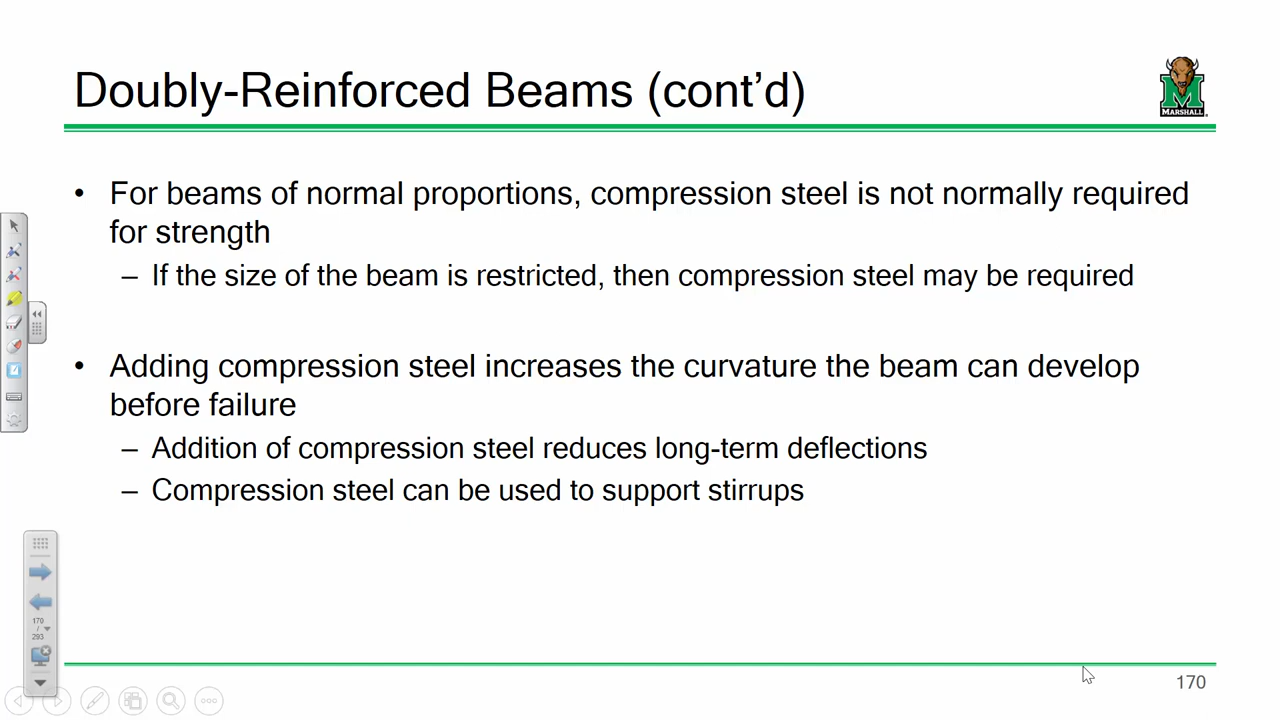 Doubly-Reinforced Beams (cont’d)
MARSHALL
• For beams of normal proportions, compression steel is not normally required
for strength
– If the size of the beam is restricted, then compression steel may be required
• Adding compression steel increases the curvature the beam can develop
before failure
– Addition of compression steel reduces long-term deflections
– Compression steel can be used to support stirrups
170
/
293
170